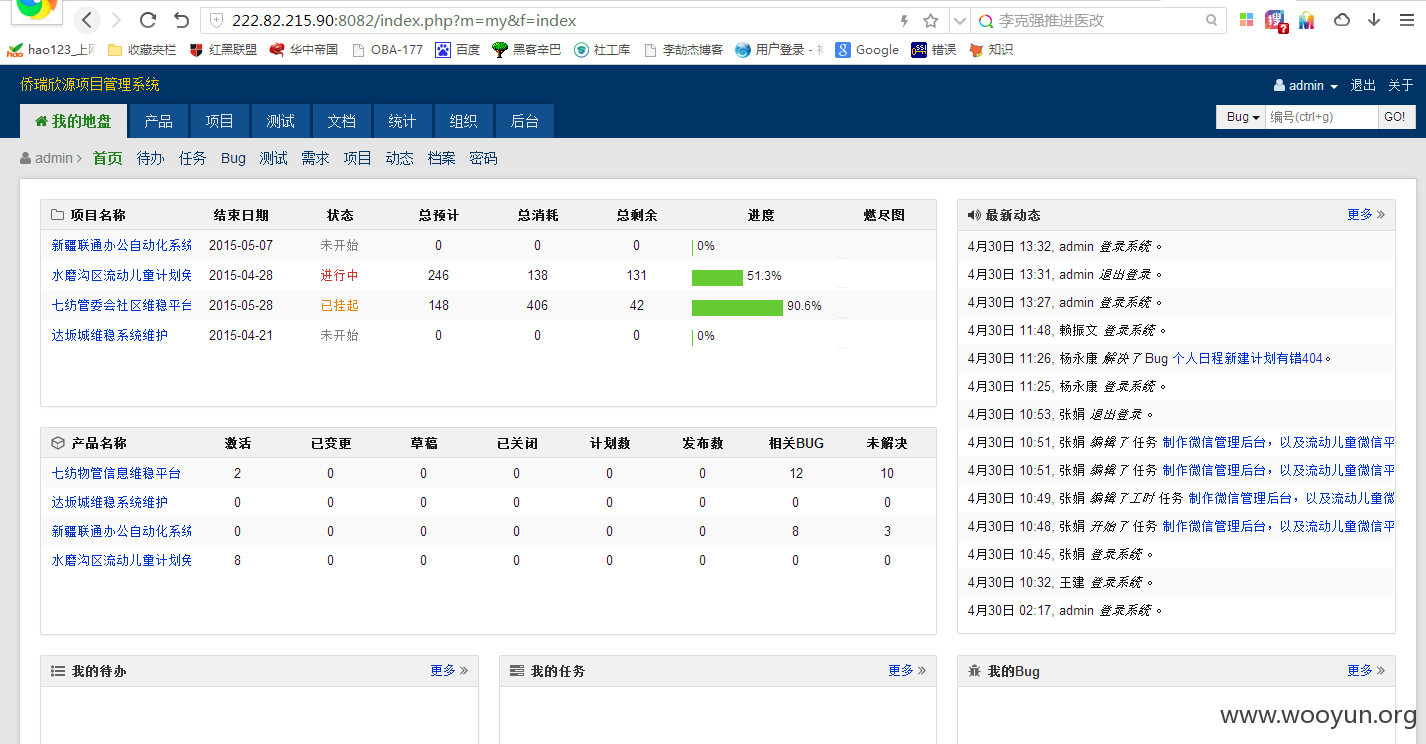 222.82.215.90:8082/index.php?m=my&f=index 李克强推进医改
hao123_上网 收藏夹栏 红黑联盟 华中帝国 OBA-177 百度 黑客辛巴 社工库 李劼杰博客 用户登录 - 衤 Google 错误 知识
侨瑞欣源项目管理系统 admin 退出 关于
我的地盘 产品 项目 测试 文档 统计 组织 后台 Bug 编号(ctrl+g) GO!
admin 首页 待办 任务 Bug 测试 需求 项目 动态 档案 密码
项目名称 结束日期 状态 总预计 总消耗 总剩余 进度 燃尽图
新疆联通办公自动化系统 2015-05-07 未开始 0 0 0 0%
水磨沟区流动儿童计划免 2015-04-28 进行中 246 138 131 51.3%
七纺管委会社区维稳平台 2015-05-28 已挂起 148 406 42 90.6%
达坂城维稳系统维护 2015-04-21 未开始 0 0 0 0%
最新动态 更多
4月30日 13:32, admin 登录系统 。
4月30日 13:31, admin 退出登录 。
4月30日 13:27, admin 登录系统 。
4月30日 11:48, 赖振文 登录系统 。
4月30日 11:26, 杨永康 解决了 Bug 个人日程新建计划有错404。
4月30日 11:25, 杨永康 登录系统 。
4月30日 10:53, 张娟 退出登录 。
4月30日 10:51, 张娟 编辑了 任务 制作微信管理后台，以及流动儿童微信平
4月30日 10:51, 张娟 编辑了 任务 制作微信管理后台，以及流动儿童微信平
4月30日 10:49, 张娟 编辑了工时 任务 制作微信管理后台，以及流动儿童微
4月30日 10:48, 张娟 开始了 任务 制作微信管理后台，以及流动儿童微信平
4月30日 10:45, 张娟 登录系统 。
4月30日 10:32, 王建 登录系统 。
4月30日 02:17, admin 登录系统 。
产品名称 激活 已变更 草稿 已关闭 计划数 发布数 相关BUG 未解决
七纺物管信息维稳平台 2 0 0 0 0 0 12 10
达坂城维稳系统维护 0 0 0 0 0 0 0 0
新疆联通办公自动化系统 0 0 0 0 0 0 8 3
水磨沟区流动儿童计划免 8 0 0 0 0 0 0 0
我的待办 更多 我的任务 更多 我的Bug 更多
www.wooyun.org